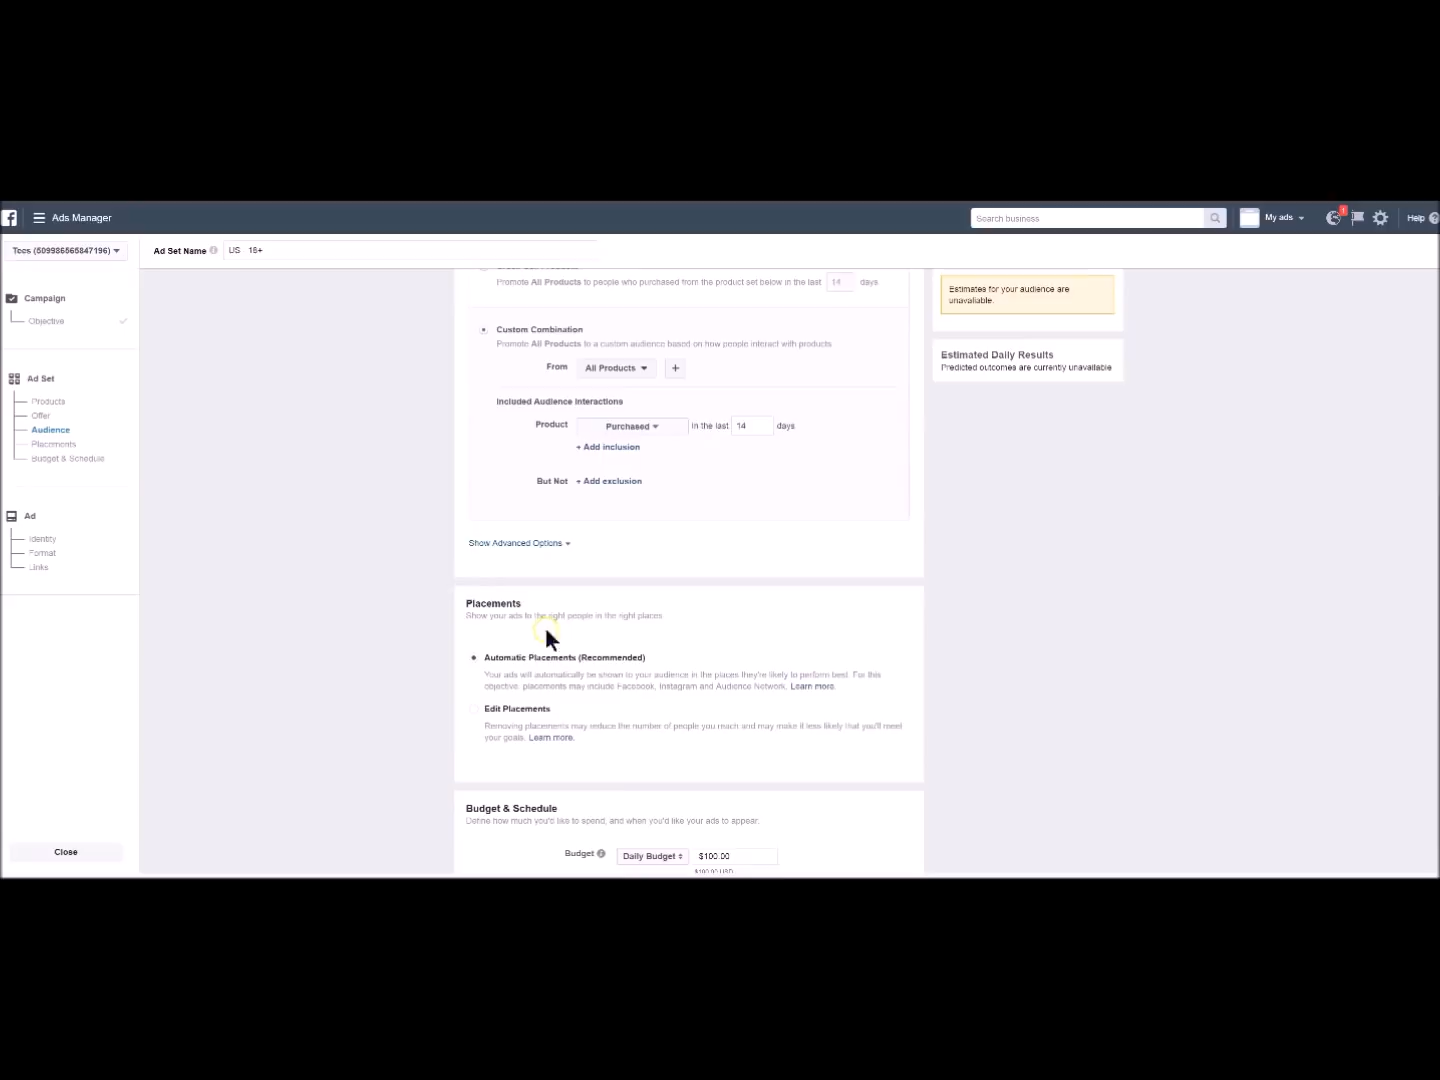 Ads Manager
Search business
My ads
Help
Tees (509986565847196)
Ad Set Name
US 16+
Campaign
Objective
Ad Set
Products
Offer
Audience
Placements
Budget & Schedule
Ad
Identity
Format
Links
Close
Promote All Products to people who purchased from the product set below in the last 14 days
Custom Combination
Promote All Products to a custom audience based on how people interact with products
From All Products +
Included Audience Interactions
Product Purchased in the last 14 days
+ Add inclusion
But Not + Add exclusion
Show Advanced Options
Placements
Show your ads to the right people in the right places
Automatic Placements (Recommended)
Your ads will automatically be shown to your audience in the places they're likely to perform best. For this
objective, placements may include Facebook, Instagram and Audience Network. Learn more.
Edit Placements
Removing placements may reduce the number of people you reach and may make it less likely that you'll meet
your goals. Learn more.
Budget & Schedule
Define how much you'd like to spend, and when you'd like your ads to appear.
Budget Daily Budget $100.00
$100.00 USD
Estimates for your audience are
unavailable.
Estimated Daily Results
Predicted outcomes are currently unavailable